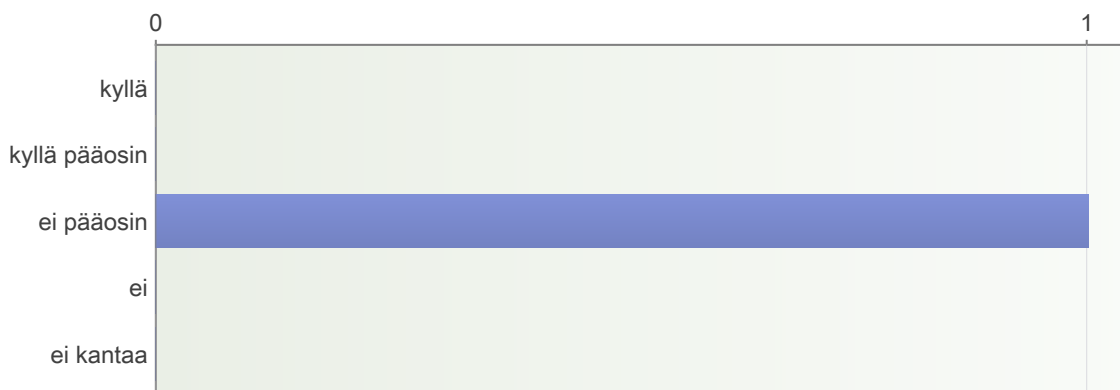 0 1
kyllä
kyllä pääosin
ei pääosin
ei
ei kantaa